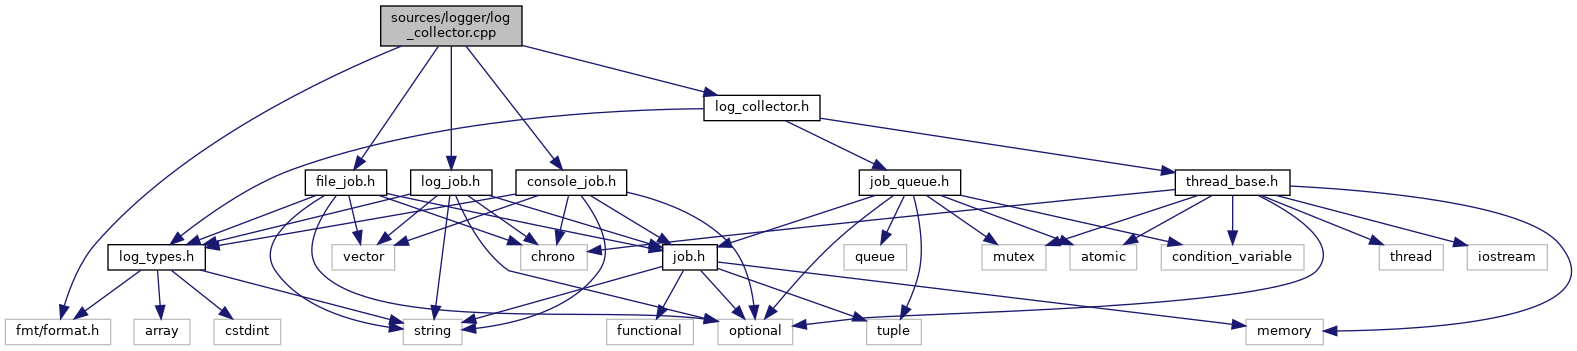 sources/logger/log
_collector.cpp
log_collector.h
file_job.h
log_job.h
console_job.h
job_queue.h
thread_base.h
log_types.h
vector
chrono
job.h
queue
mutex
atomic
condition_variable
thread
iostream
fmt/format.h
array
cstdint
string
functional
optional
tuple
memory